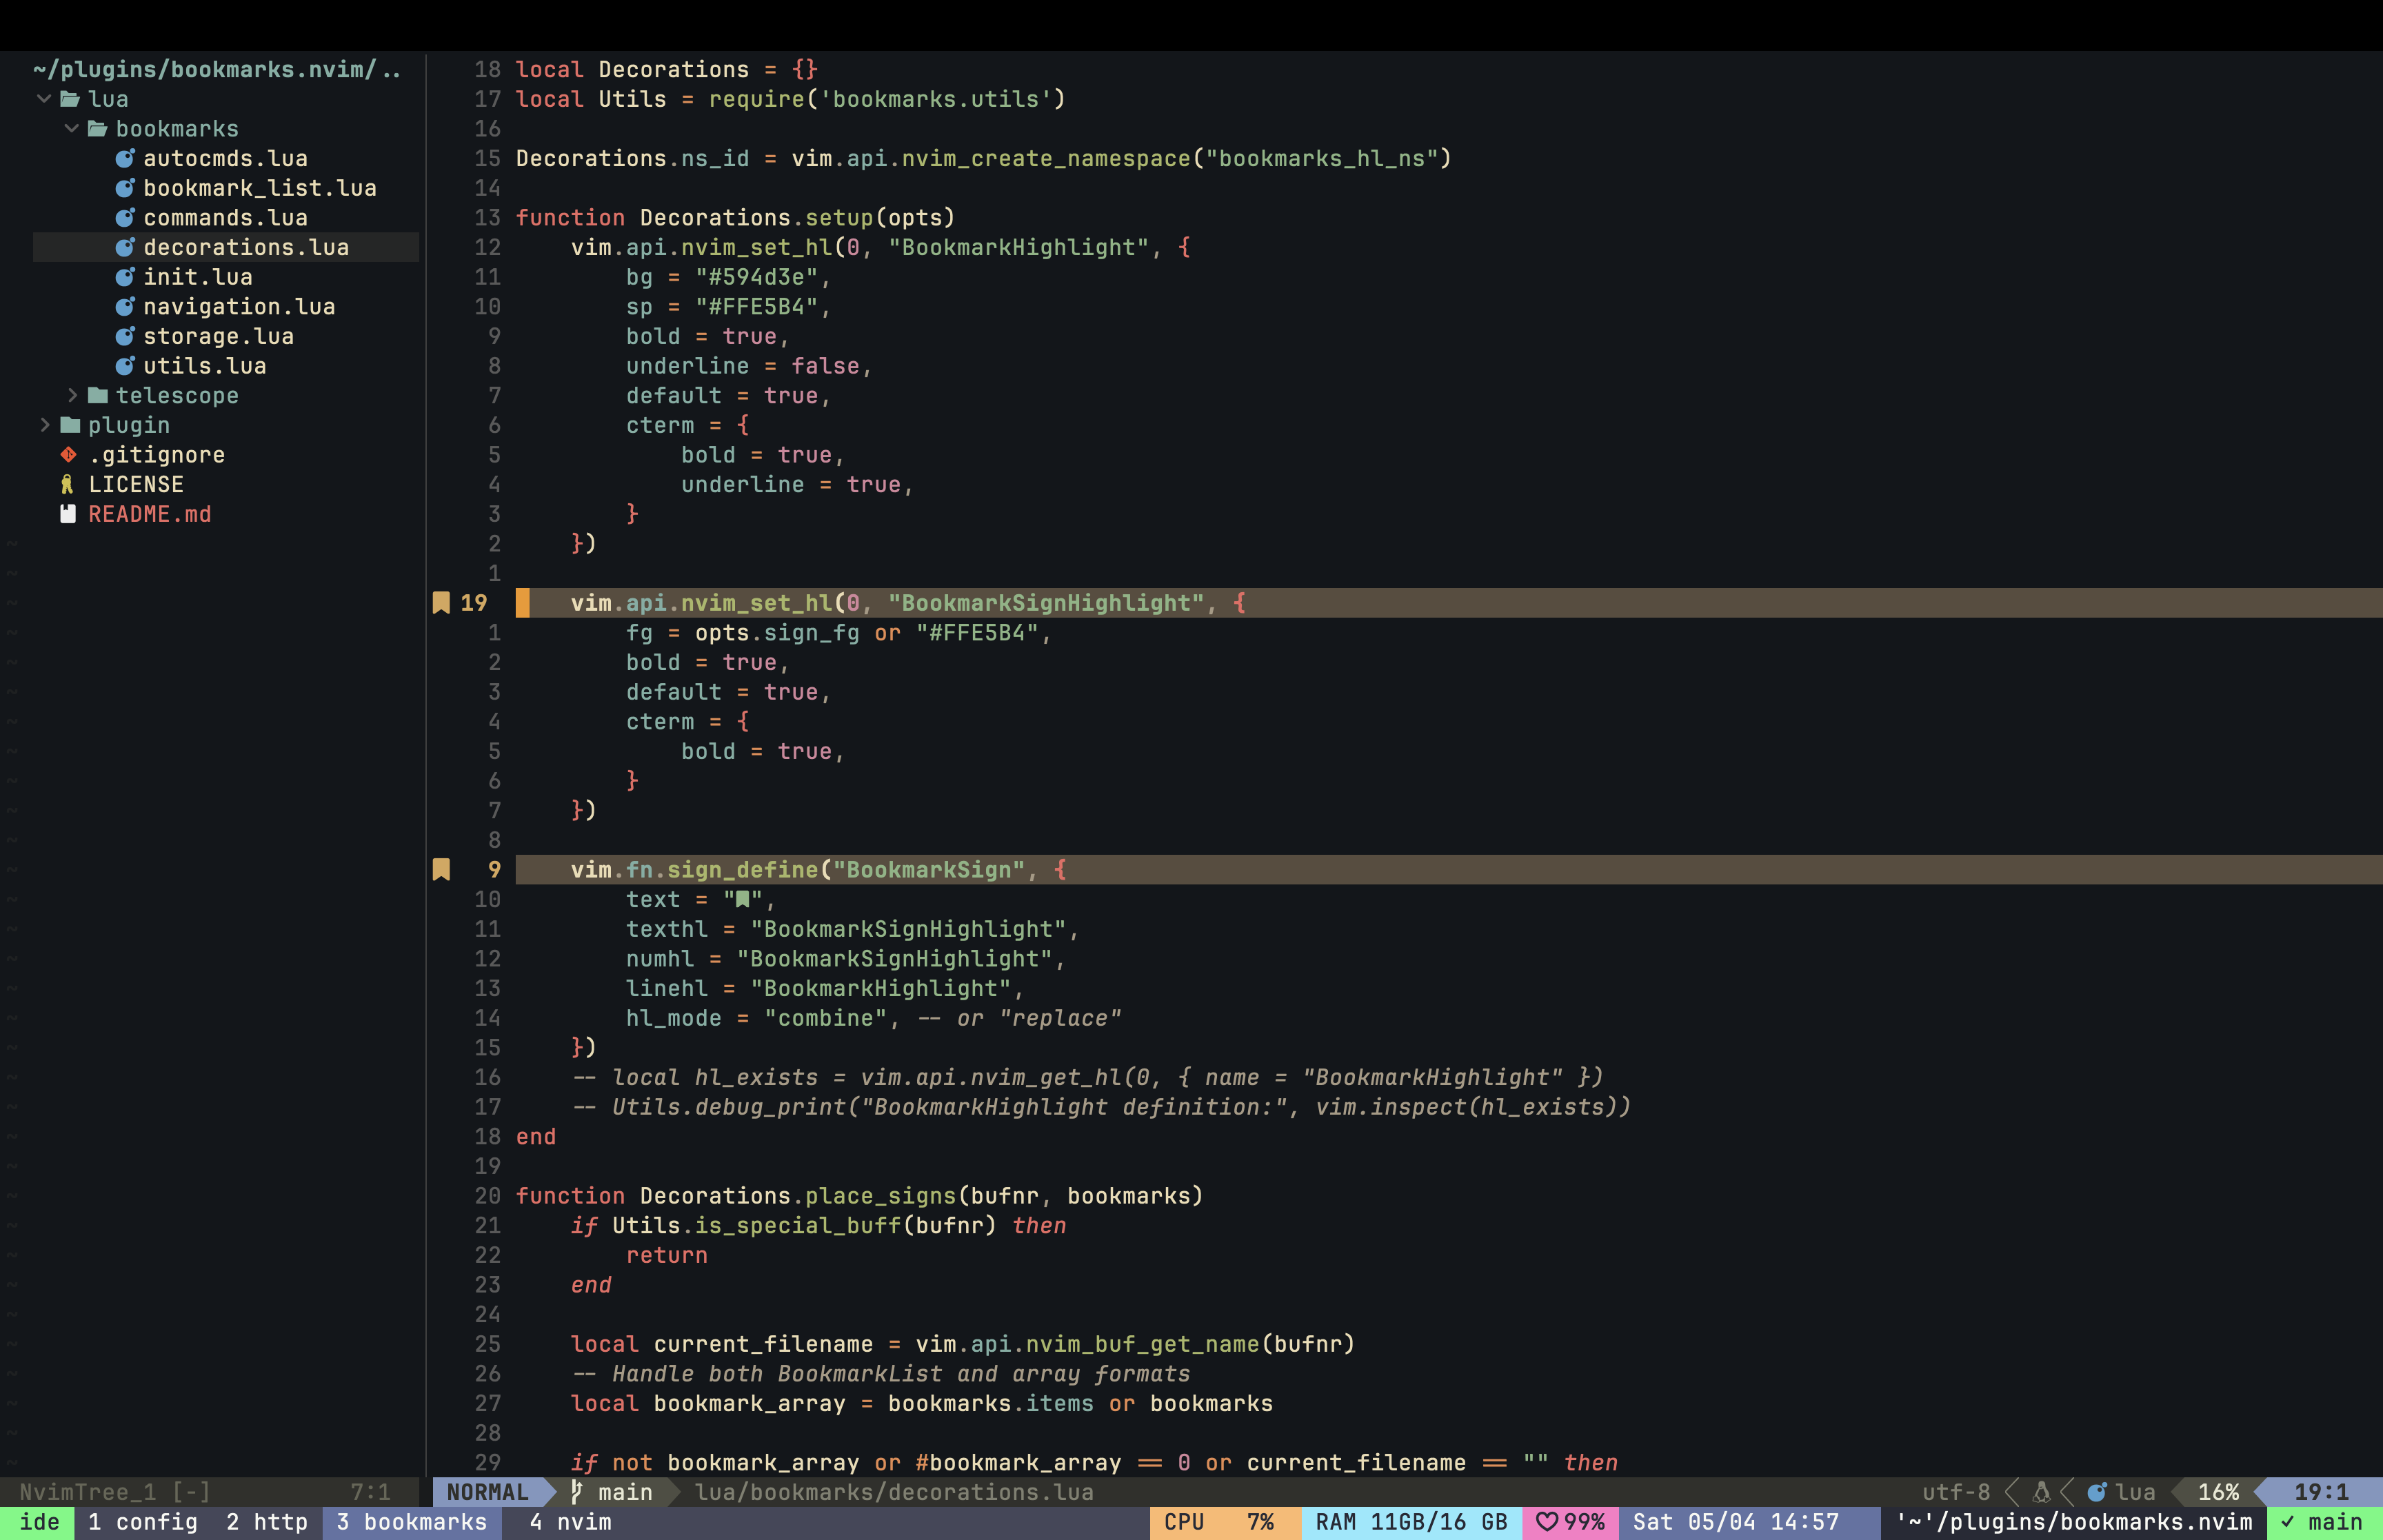 ~/plugins/bookmarks.nvim/..
lua
bookmarks
autocmds.lua
bookmark_list.lua
commands.lua
decorations.lua
init.lua
navigation.lua
storage.lua
utils.lua
telescope
plugin
.gitignore
LICENSE
README.md
18 local Decorations = {}
17 local Utils = require('bookmarks.utils')
16
15 Decorations.ns_id = vim.api.nvim_create_namespace("bookmarks_hl_ns")
14
13 function Decorations.setup(opts)
12     vim.api.nvim_set_hl(0, "BookmarkHighlight", {
11         bg = "#594d3e",
10         sp = "#FFE5B4",
9         bold = true,
8         underline = false,
7         default = true,
6         cterm = {
5             bold = true,
4             underline = true,
3         }
2     })
1
19     vim.api.nvim_set_hl(0, "BookmarkSignHighlight", {
1         fg = opts.sign_fg or "#FFE5B4",
2         bold = true,
3         default = true,
4         cterm = {
5             bold = true,
6         }
7     })
8
9     vim.fn.sign_define("BookmarkSign", {
10         text = "",
11         texthl = "BookmarkSignHighlight",
12         numhl = "BookmarkSignHighlight",
13         linehl = "BookmarkHighlight",
14         hl_mode = "combine", -- or "replace"
15     })
16     -- local hl_exists = vim.api.nvim_get_hl(0, { name = "BookmarkHighlight" })
17     -- Utils.debug_print("BookmarkHighlight definition:", vim.inspect(hl_exists))
18 end
19
20 function Decorations.place_signs(bufnr, bookmarks)
21     if Utils.is_special_buff(bufnr) then
22         return
23     end
24
25     local current_filename = vim.api.nvim_buf_get_name(bufnr)
26     -- Handle both BookmarkList and array formats
27     local bookmark_array = bookmarks.items or bookmarks
28
29     if not bookmark_array or #bookmark_array == 0 or current_filename == "" then
NvimTree_1 [-] 7:1 NORMAL main lua/bookmarks/decorations.lua utf-8 lua 16% 19:1
ide 1 config 2 http 3 bookmarks 4 nvim CPU 7% RAM 11GB/16 GB ♡99% Sat 05/04 14:57 '~'/plugins/bookmarks.nvim ✓ main